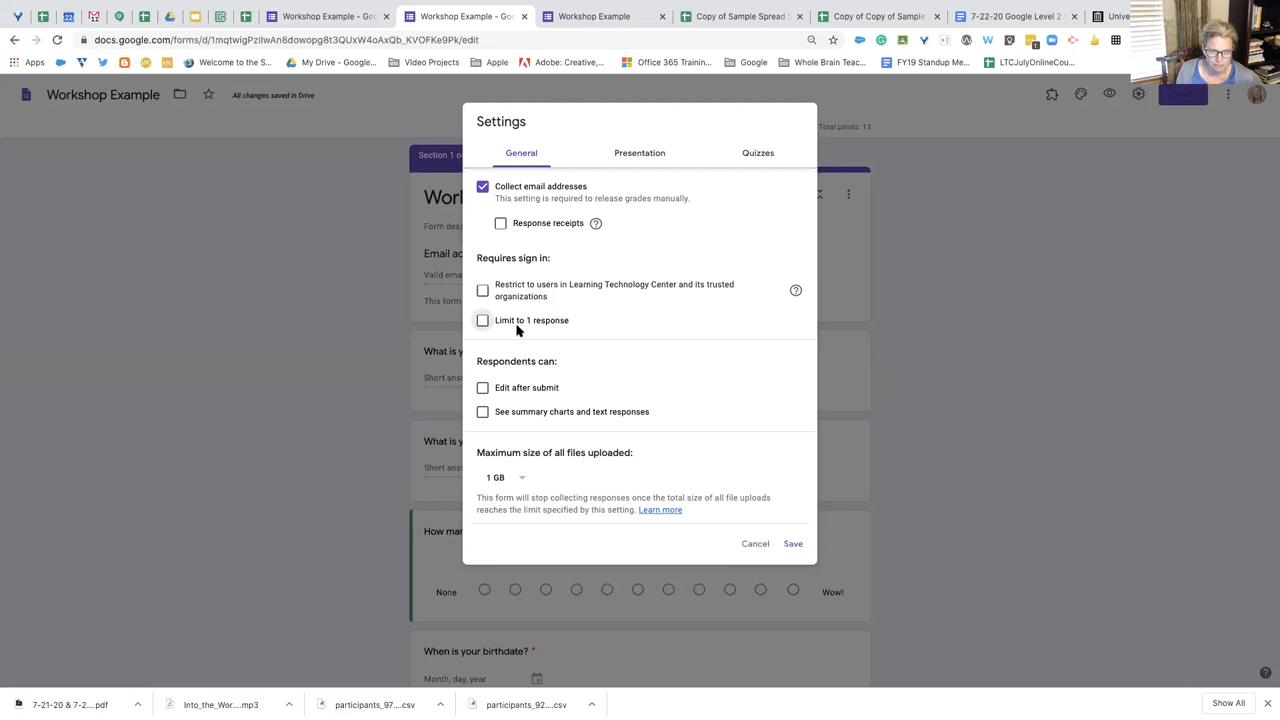 Workshop Example - Goo
Workshop Example - Goo
Workshop Example
Copy of Sample Spread S
Copy of Copy of Sample
7-22-20 Google Level 2
Unive
docs.google.com/forms/d/1mqtwigP
/edit
Apps
Welcome to the S...
My Drive - Google...
Video Projects
Apple
Adobe: Creative,...
Office 365 Trainin...
Google
Whole Brain Teac...
FY19 Standup Me...
LTCJulyOnlineCou...
Workshop Example
All changes saved in Drive
Send
Total points: 13
Settings
General
Presentation
Quizzes
Section 1 o
Collect email addresses
This setting is required to release grades manually.
Wor
Form des
Response receipts
Email ad
Requires sign in:
Valid emai
Restrict to users in Learning Technology Center and its trusted
organizations
This form
Limit to 1 response
What is y
Respondents can:
Short answ
Edit after submit
See summary charts and text responses
What is y
Maximum size of all files uploaded:
Short answ
1 GB
This form will stop collecting responses once the total size of all file uploads
reaches the limit specified by this setting. Learn more
How man
Cancel
Save
None
Wow!
When is your birthdate? *
Month, day, year
7-21-20 & 7-2....pdf
Into_the_Wor....mp3
participants_97....csv
participants_92....csv
Show All